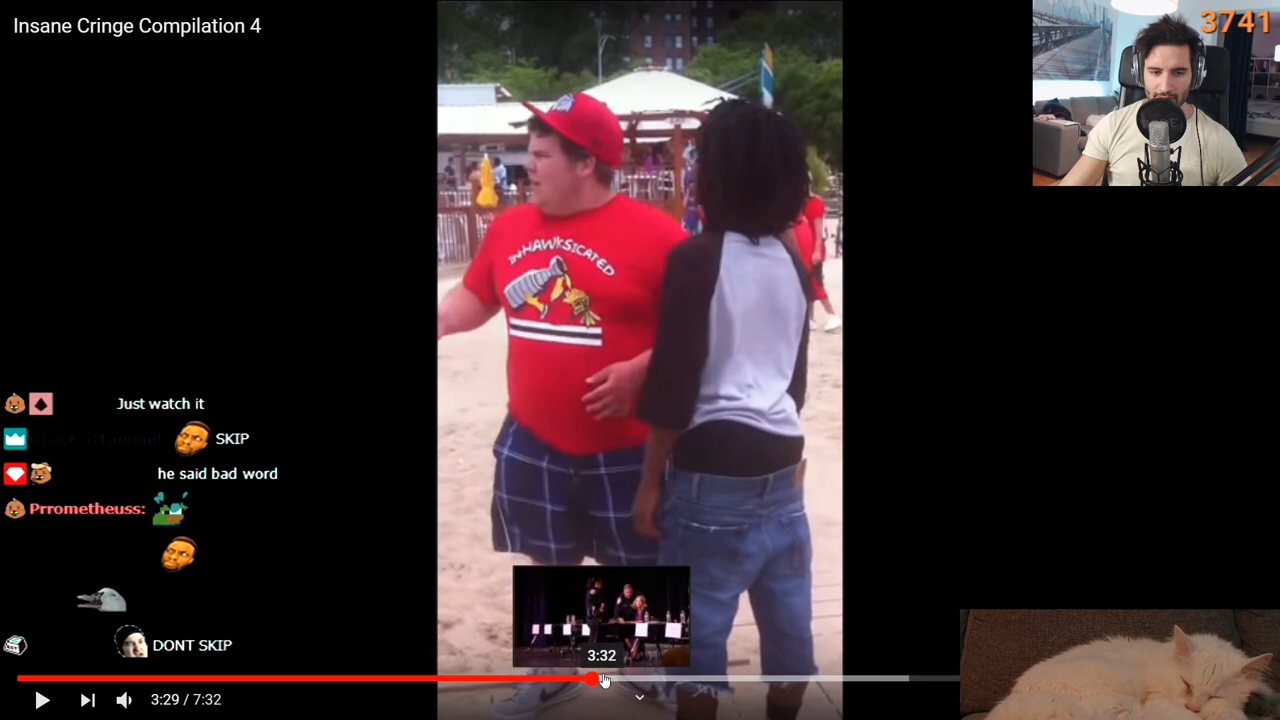 Insane Cringe Compilation 4
3741
INHAWKSICATED
Just watch it
SKIP
he said bad word
Prrometheuss:
DONT SKIP
3:32
3:29 / 7:32